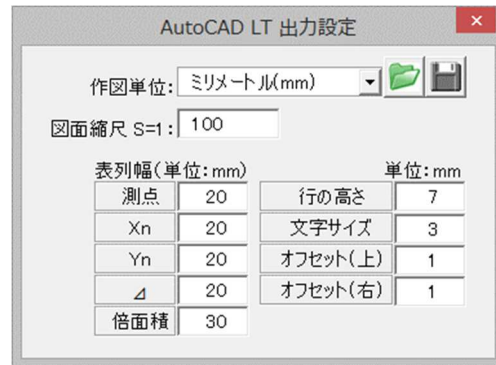 AutoCAD LT 出力設定
作図単位: ミリメートル(mm)
図面縮尺 S=1: 100
表列幅(単位:mm) 単位:mm
測点 20 行の高さ 7
Xn 20 文字サイズ 3
Yn 20 オフセット(上) 1
⊿ 20 オフセット(右) 1
倍面積 30